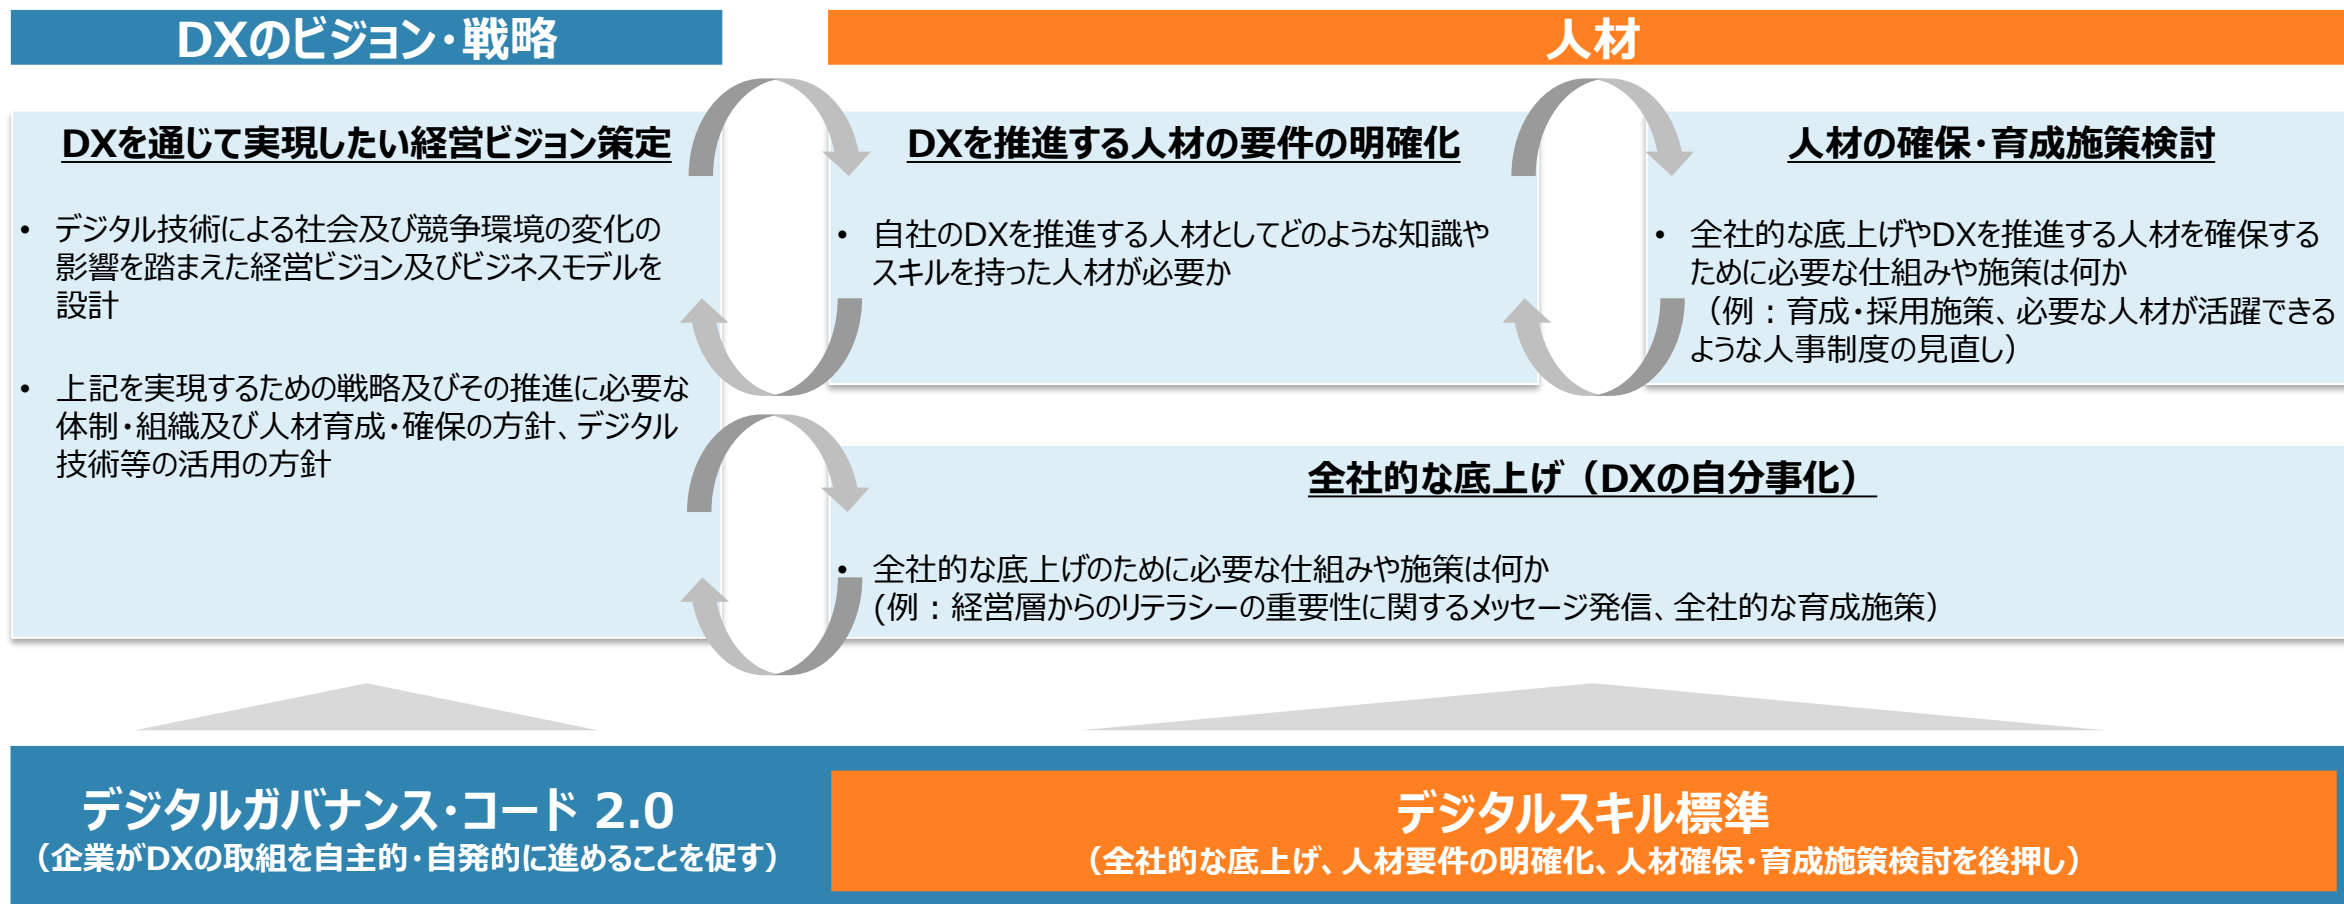 DXのビジョン・戦略
人材
DXを通じて実現したい経営ビジョン策定
• デジタル技術による社会及び競争環境の変化の
影響を踏まえた経営ビジョン及びビジネスモデルを
設計
• 上記を実現するための戦略及びその推進に必要な
体制・組織及び人材育成・確保の方針、デジタル
技術等の活用の方針
DXを推進する人材の要件の明確化
• 自社のDXを推進する人材としてどのような知識や
スキルを持った人材が必要か
人材の確保・育成施策検討
• 全社的な底上げやDXを推進する人材を確保する
ために必要な仕組みや施策は何か
（例：育成・採用施策、必要な人材が活躍できる
ような人事制度の見直し）
全社的な底上げ（DXの自分事化）
• 全社的な底上げのために必要な仕組みや施策は何か
(例：経営層からのリテラシーの重要性に関するメッセージ発信、全社的な育成施策）
デジタルガバナンス・コード 2.0
（企業がDXの取組を自主的・自発的に進めることを促す）
デジタルスキル標準
（全社的な底上げ、人材要件の明確化、人材確保・育成施策検討を後押し）